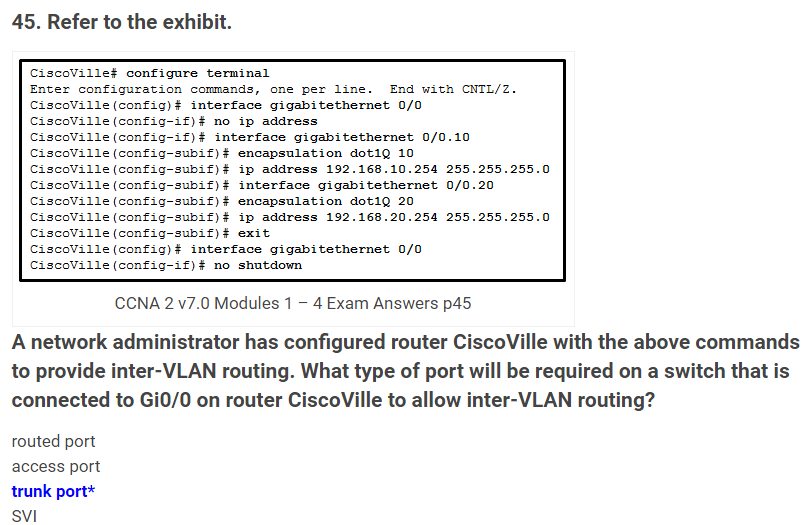 45. Refer to the exhibit.
CiscoVille# configure terminal
Enter configuration commands, one per line.  End with CNTL/Z.
CiscoVille(config)# interface gigabitethernet 0/0
CiscoVille(config-if)# no ip address
CiscoVille(config-if)# interface gigabitethernet 0/0.10
CiscoVille(config-subif)# encapsulation dot1Q 10
CiscoVille(config-subif)# ip address 192.168.10.254 255.255.255.0
CiscoVille(config-subif)# interface gigabitethernet 0/0.20
CiscoVille(config-subif)# encapsulation dot1Q 20
CiscoVille(config-subif)# ip address 192.168.20.254 255.255.255.0
CiscoVille(config-subif)# exit
CiscoVille(config)# interface gigabitethernet 0/0
CiscoVille(config-if)# no shutdown
CCNA 2 v7.0 Modules 1 – 4 Exam Answers p45
A network administrator has configured router CiscoVille with the above commands
to provide inter-VLAN routing. What type of port will be required on a switch that is
connected to Gi0/0 on router CiscoVille to allow inter-VLAN routing?
routed port
access port
trunk port*
SVI